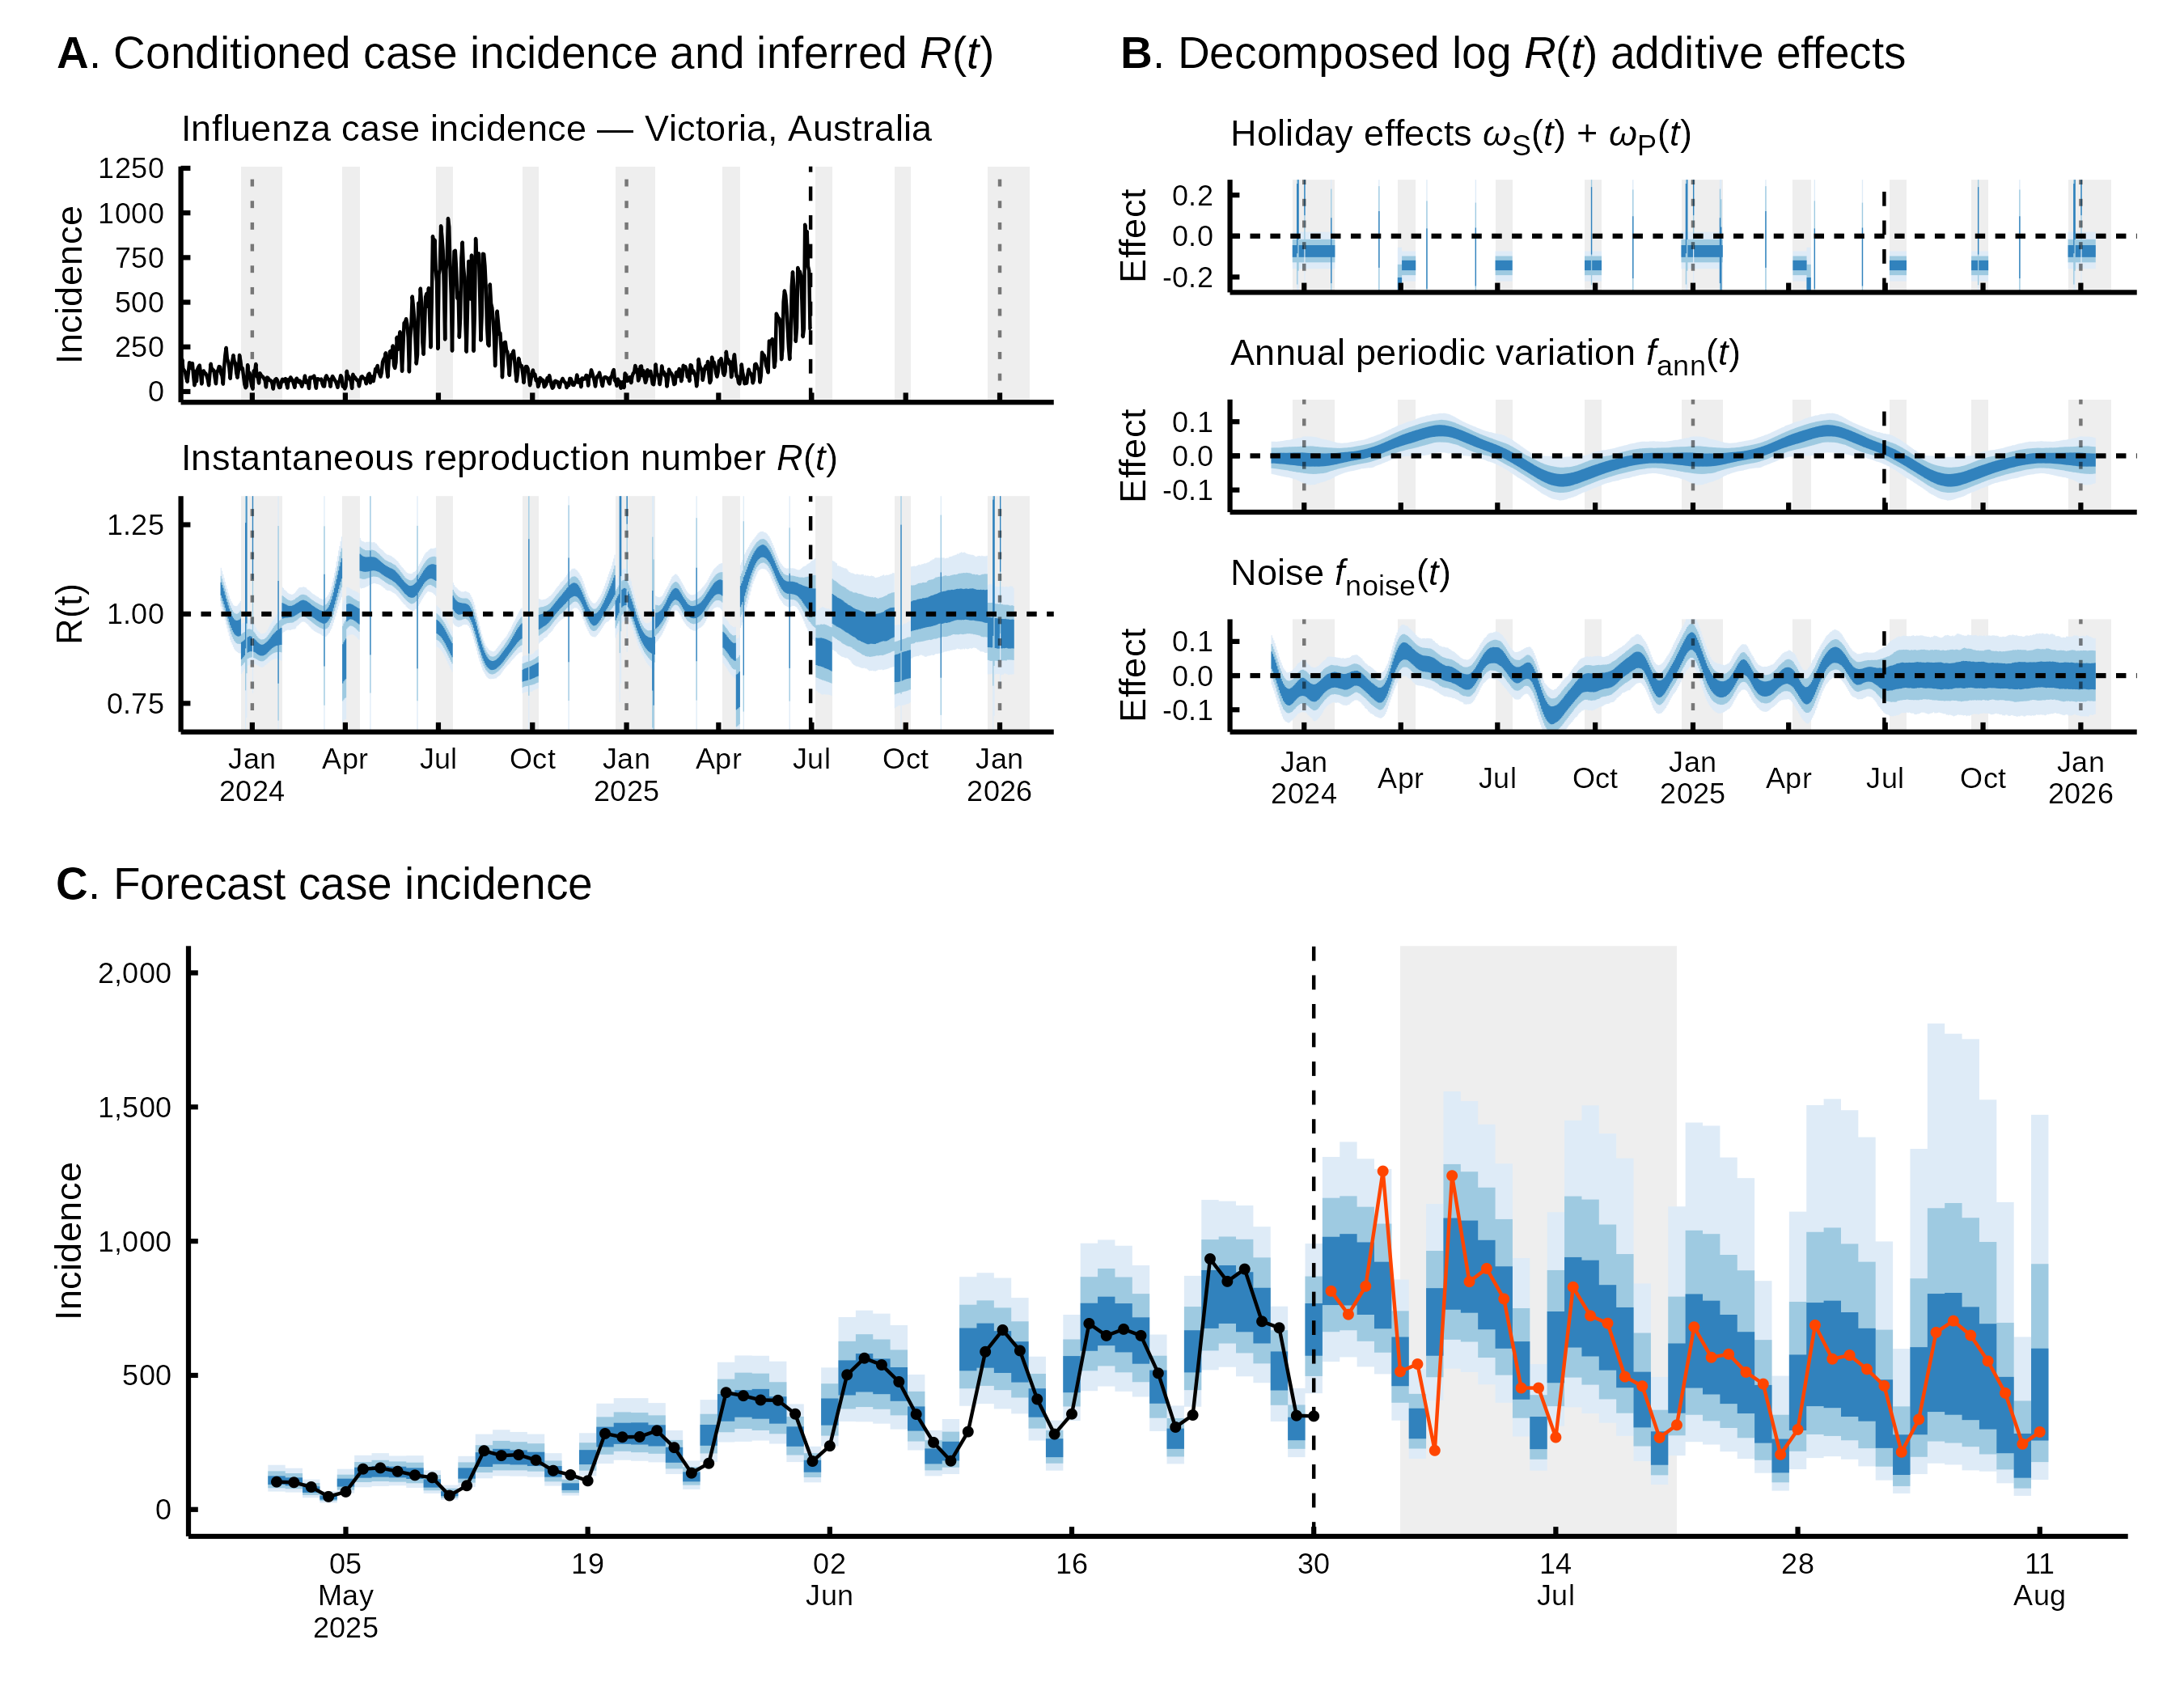 A. Conditioned case incidence and inferred R(t)
Influenza case incidence — Victoria, Australia
Incidence
1250
1000
750
500
250
0
Instantaneous reproduction number R(t)
R(t)
1.25
1.00
0.75
Jan Apr Jul Oct Jan Apr Jul Oct Jan
2024 2025 2026
B. Decomposed log R(t) additive effects
Holiday effects ωS(t) + ωP(t)
Effect
0.2
0.0
-0.2
Annual periodic variation fann(t)
Effect
0.1
0.0
-0.1
Noise fnoise(t)
Effect
0.1
0.0
-0.1
Jan Apr Jul Oct Jan Apr Jul Oct Jan
2024 2025 2026
C. Forecast case incidence
Incidence
2,000
1,500
1,000
500
0
05 19 02 16 30 14 28 11
May Jun Jul Aug
2025